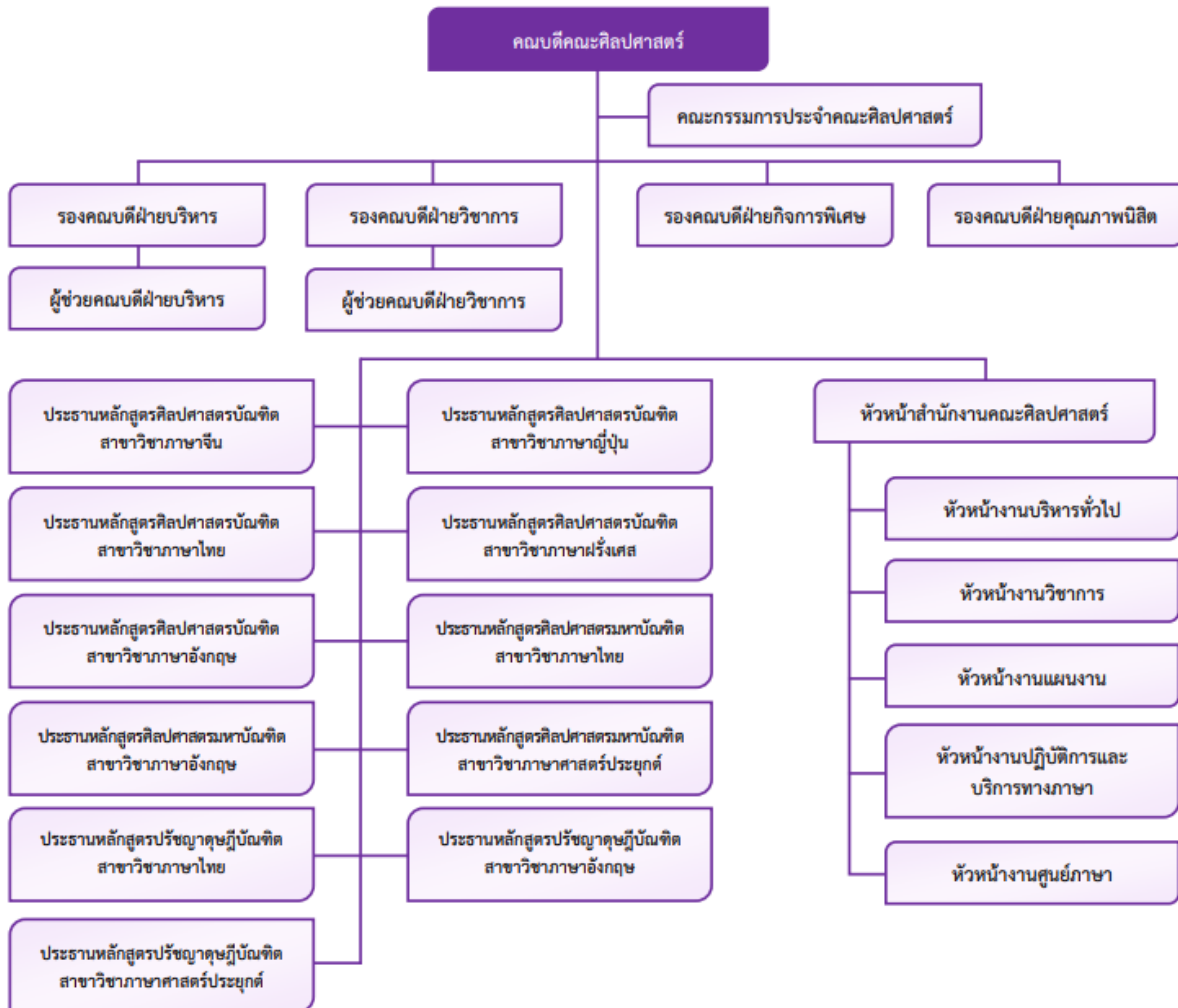 คณบดีคณะศิลปศาสตร์
คณะกรรมการประจำคณะศิลปศาสตร์
รองคณบดีฝ่ายบริหาร
รองคณบดีฝ่ายวิชาการ
รองคณบดีฝ่ายกิจการพิเศษ
รองคณบดีฝ่ายคุณภาพนิสิต
ผู้ช่วยคณบดีฝ่ายบริหาร
ผู้ช่วยคณบดีฝ่ายวิชาการ
ประธานหลักสูตรศิลปศาสตรบัณฑิต
สาขาวิชาภาษาจีน
ประธานหลักสูตรศิลปศาสตรบัณฑิต
สาขาวิชาภาษาญี่ปุ่น
ประธานหลักสูตรศิลปศาสตรบัณฑิต
สาขาวิชาภาษาไทย
ประธานหลักสูตรศิลปศาสตรบัณฑิต
สาขาวิชาภาษาฝรั่งเศส
ประธานหลักสูตรศิลปศาสตรบัณฑิต
สาขาวิชาภาษาอังกฤษ
ประธานหลักสูตรศิลปศาสตรมหาบัณฑิต
สาขาวิชาภาษาไทย
ประธานหลักสูตรศิลปศาสตรมหาบัณฑิต
สาขาวิชาภาษาอังกฤษ
ประธานหลักสูตรศิลปศาสตรมหาบัณฑิต
สาขาวิชาภาษาศาสตร์ประยุกต์
ประธานหลักสูตรปรัชญาดุษฎีบัณฑิต
สาขาวิชาภาษาไทย
ประธานหลักสูตรปรัชญาดุษฎีบัณฑิต
สาขาวิชาภาษาอังกฤษ
ประธานหลักสูตรปรัชญาดุษฎีบัณฑิต
สาขาวิชาภาษาศาสตร์ประยุกต์
หัวหน้าสำนักงานคณะศิลปศาสตร์
หัวหน้างานบริหารทั่วไป
หัวหน้างานวิชาการ
หัวหน้างานแผนงาน
หัวหน้างานปฏิบัติการและ
บริการทางภาษา
หัวหน้างานศูนย์ภาษา